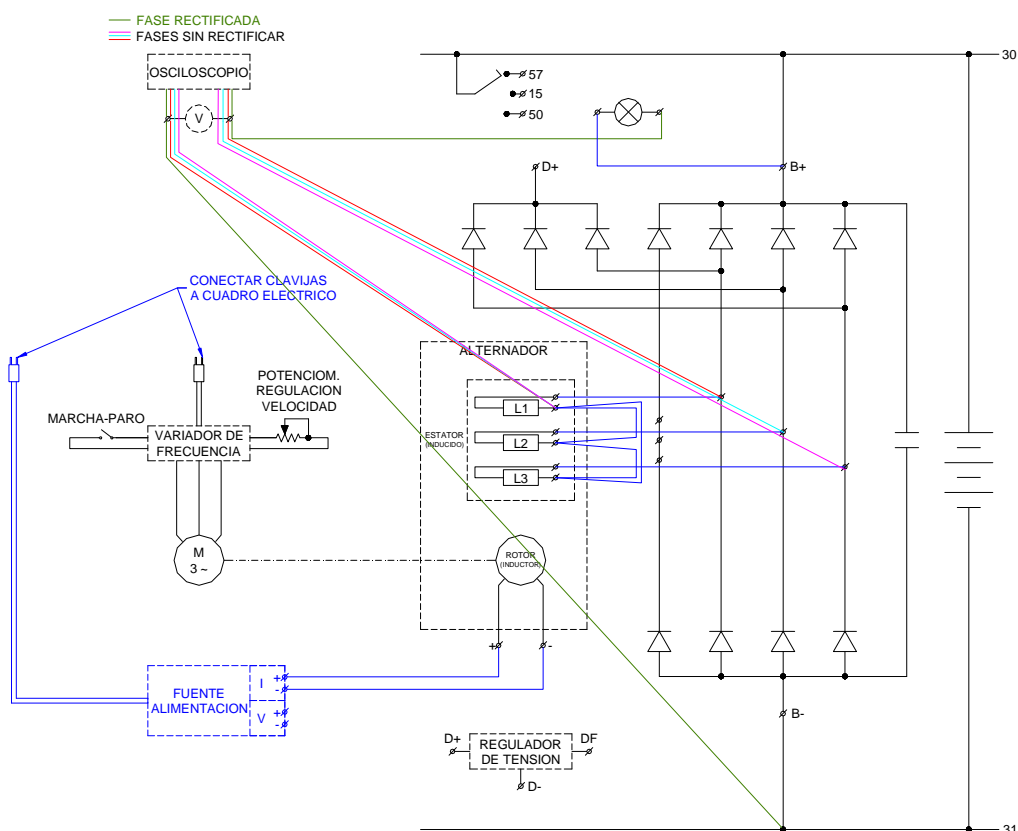 FASE RECTIFICADA
FASES SIN RECTIFICAR
OSCILOSCOPIO
V
57
15
50
30
D+
B+
CONECTAR CLAVIJAS
A CUADRO ELECTRICO
ALTERNADOR
POTENCIOM.
REGULACION
VELOCIDAD
MARCHA-PARO
VARIADOR DE
FRECUENCIA
ESTATOR
(INDUCIDO)
L1
L2
L3
M
3 ~
ROTOR
(INDUCTOR)
+
-
FUENTE
ALIMENTACION
I
+
-
V
+
-
B-
D+
REGULADOR
DE TENSION
DF
D-
31